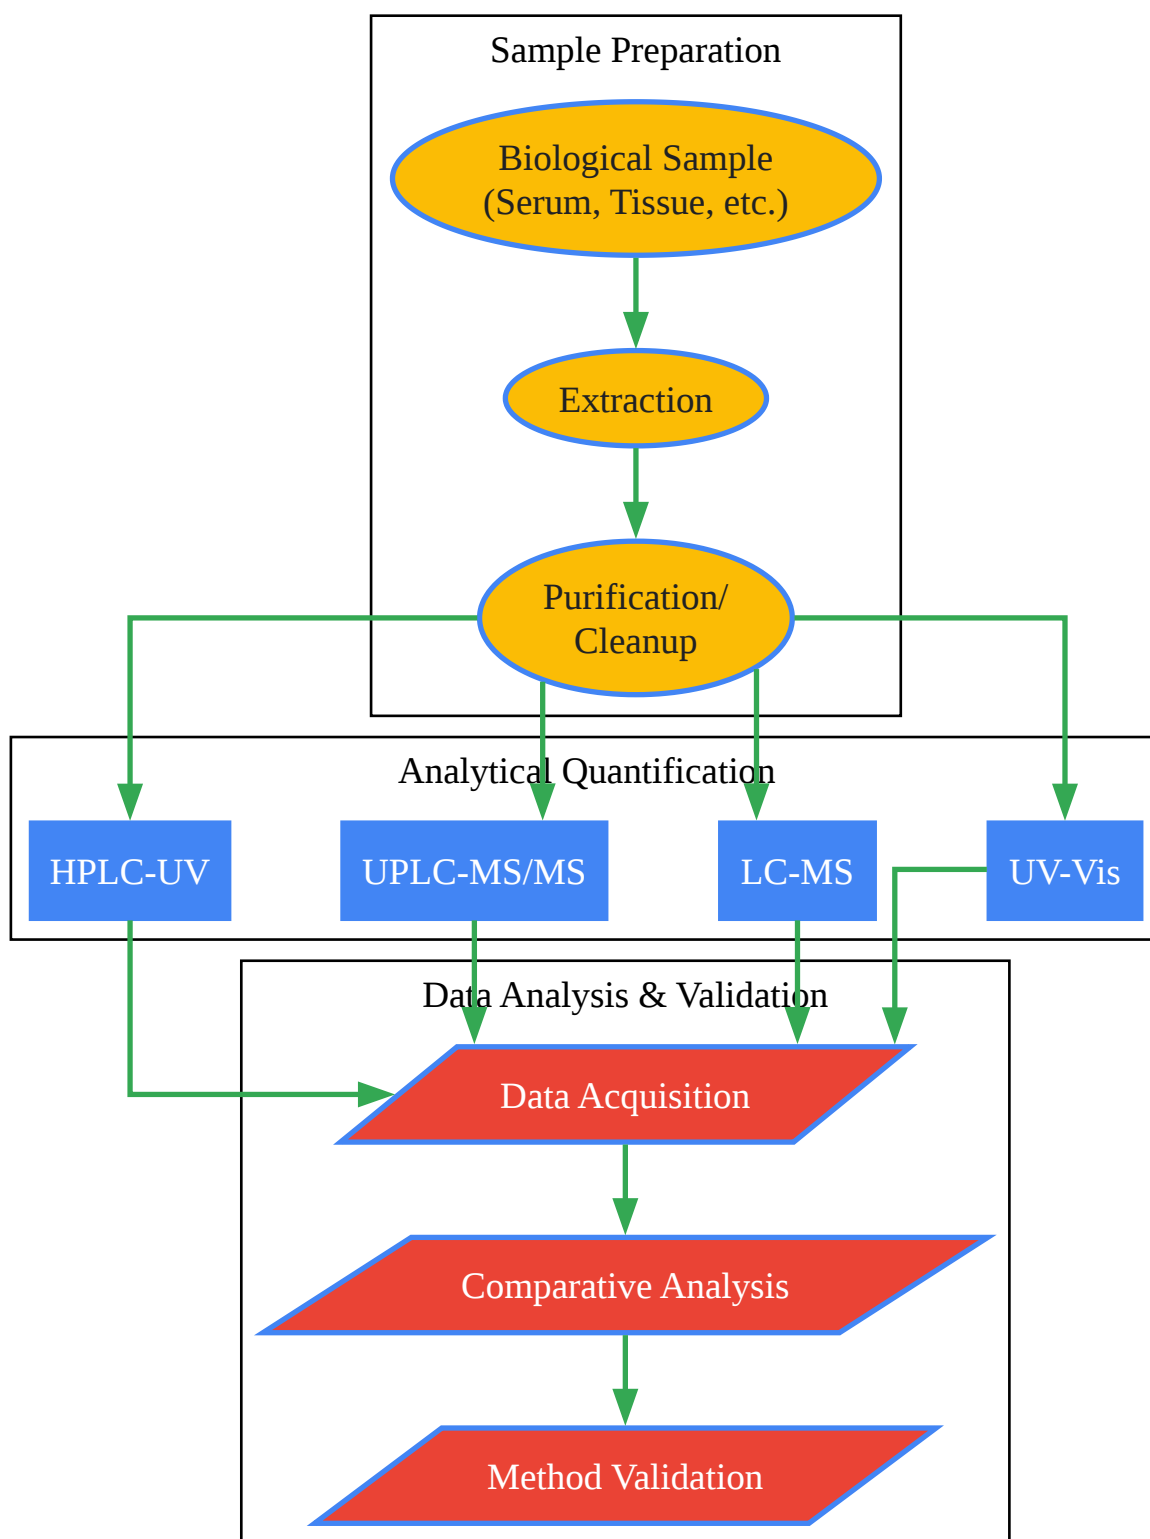 Sample Preparation
Biological Sample
(Serum, Tissue, etc.)
Extraction
Purification/
Cleanup
Analytical Quantification
HPLC-UV
UPLC-MS/MS
LC-MS
UV-Vis
Data Analysis & Validation
Data Acquisition
Comparative Analysis
Method Validation